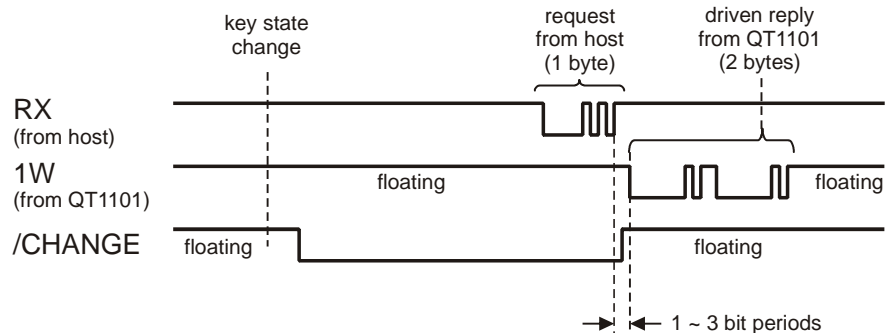 key state
change
request
from host
(1 byte)
driven reply
from QT1101
(2 bytes)
RX
(from host)
1W
(from QT1101)
floating
floating
/CHANGE
floating
floating
1 ~ 3 bit periods